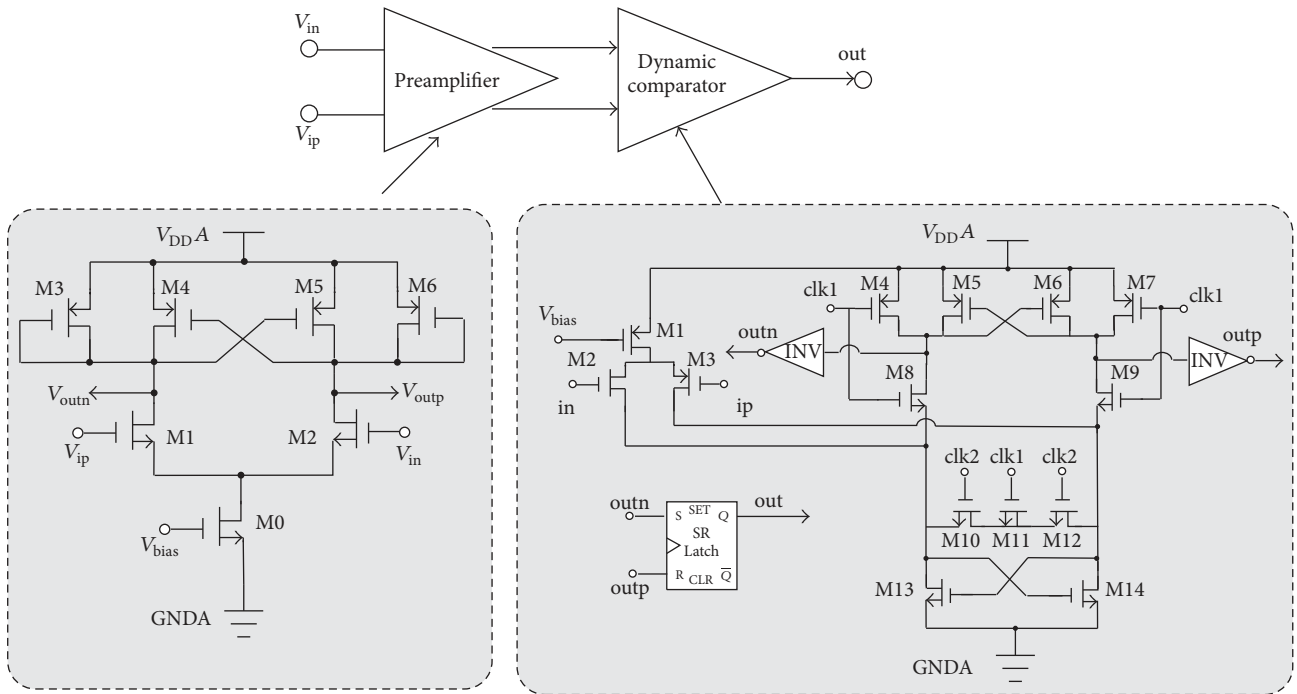 V_in
V_ip
Preamplifier
Dynamic
comparator
out
V_DD A
M3
M4
M5
M6
V_outn
V_outp
M1
M2
V_ip
V_in
M0
V_bias
GNDA
V_DD A
clk1
M4
M5
M6
M7
clk1
V_bias
M1
outn
INV
outp
INV
M2
M3
in
ip
M8
M9
clk2
clk1
clk2
M10
M11
M12
outn
out
S SET Q
SR
Latch
R CLR Q̅
outp
M13
M14
GNDA